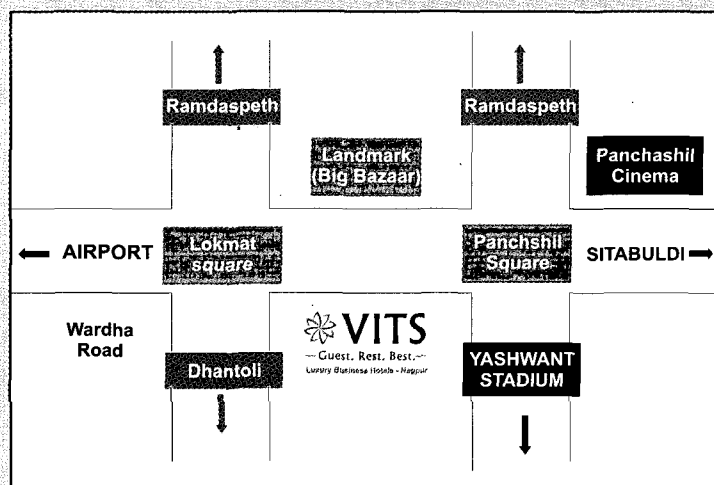 Ramdaspeth
Ramdaspeth
Landmark
(Big Bazaar)
Panchashil
Cinema
AIRPORT
Lokmat
square
Panchshil
Square
SITABULDI
Wardha
Road
VITS
~Guest. Rest. Best.~
Luxury Business Hotels - Nagpur
Dhantoli
YASHWANT
STADIUM